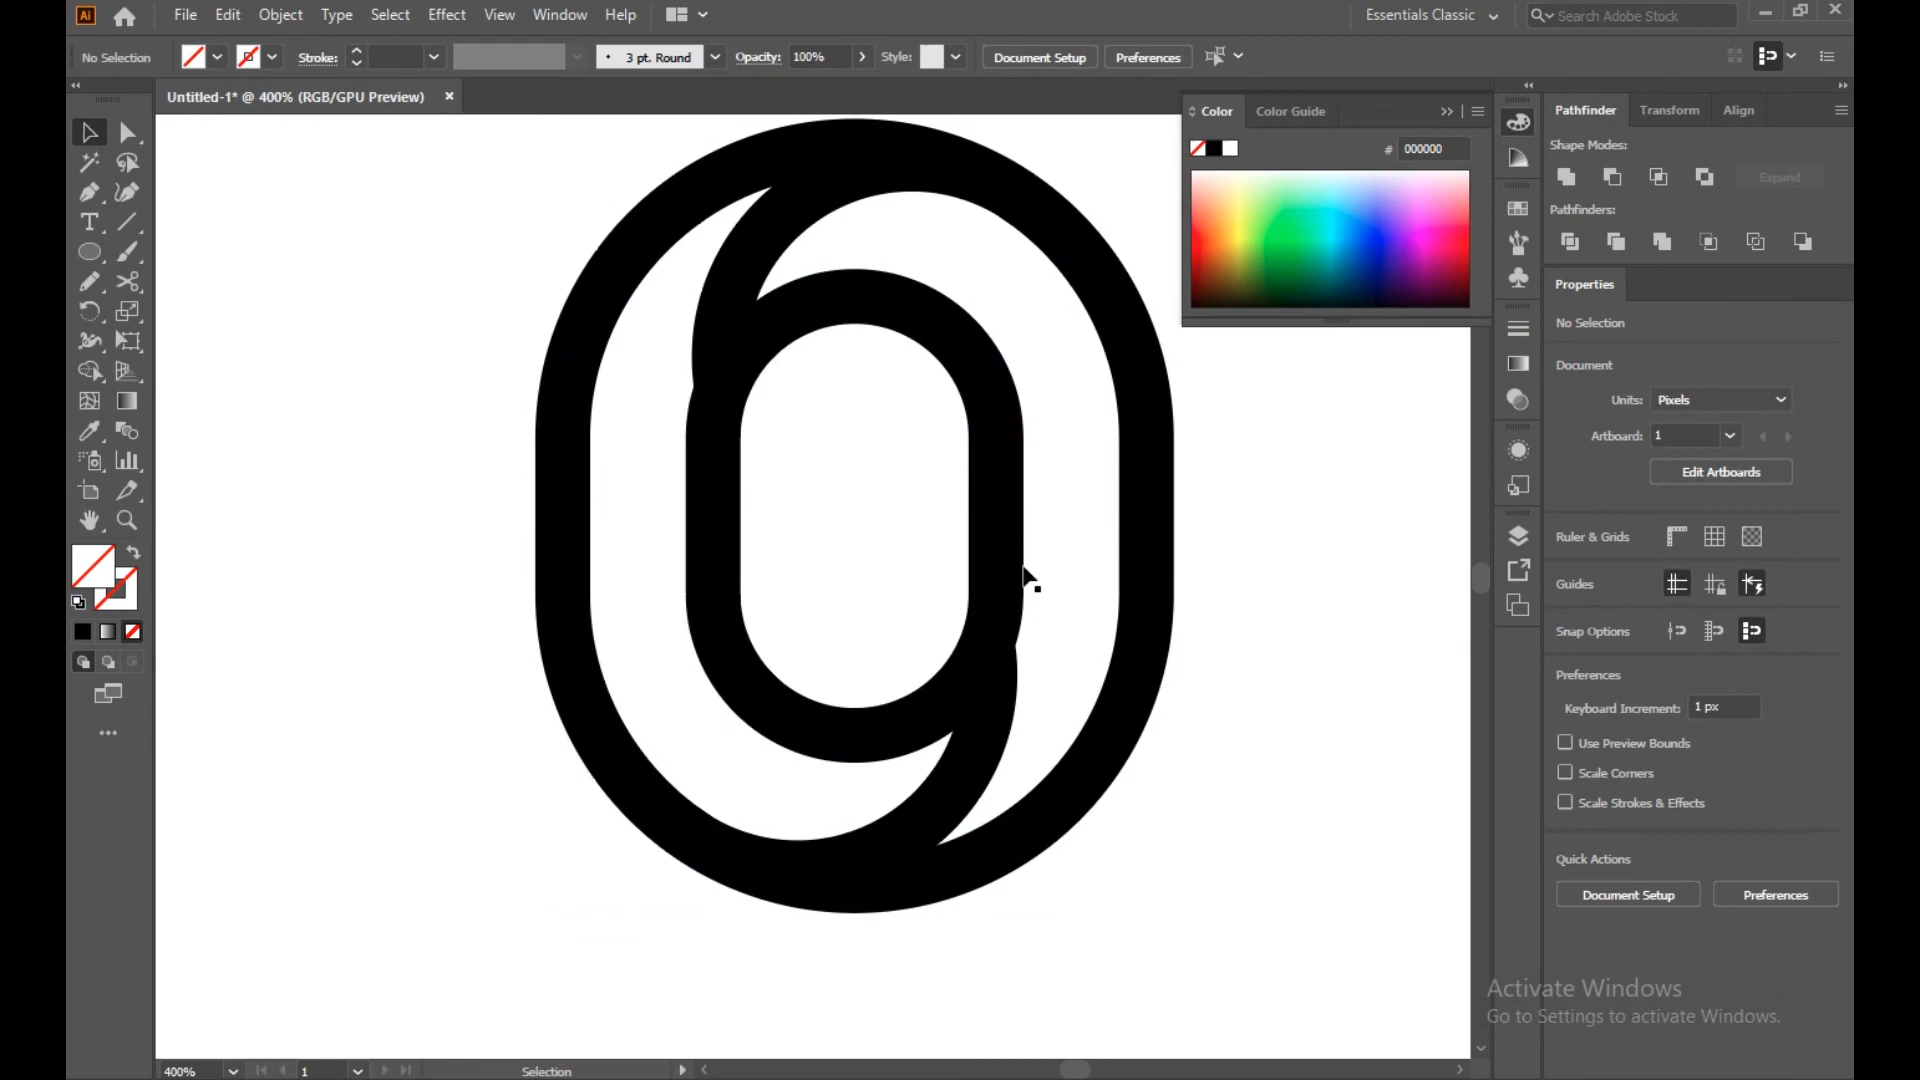 Ai File Edit Object Type Select Effect View Window Help Essentials Classic Search Adobe Stock
No Selection Stroke: 3 pt. Round Opacity: 100% Style: Document Setup Preferences
Untitled-1* @ 400% (RGB/GPU Preview)
Color Color Guide
# 000000
Pathfinder Transform Align
Shape Modes:
Expand
Pathfinders:
Properties
No Selection
Document
Units: Pixels
Artboard: 1
Edit Artboards
Ruler & Grids
Guides
Snap Options
Preferences
Keyboard Increment: 1 px
Use Preview Bounds
Scale Corners
Scale Strokes & Effects
Quick Actions
Document Setup Preferences
Activate Windows
Go to Settings to activate Windows.
400% 1 Selection